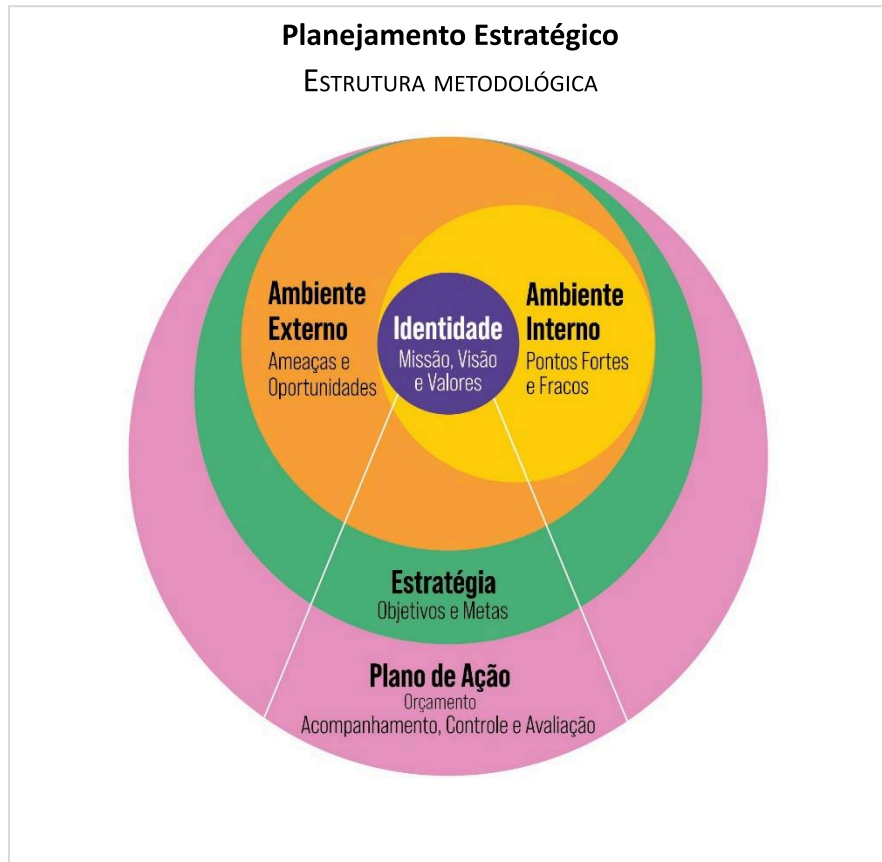 Planejamento Estratégico
ESTRUTURA METODOLÓGICA
Ambiente
Externo
Ameaças e
Oportunidades
Identidade
Missão, Visão
e Valores
Ambiente
Interno
Pontos Fortes
e Fracos
Estratégia
Objetivos e Metas
Plano de Ação
Orçamento
Acompanhamento, Controle e Avaliação